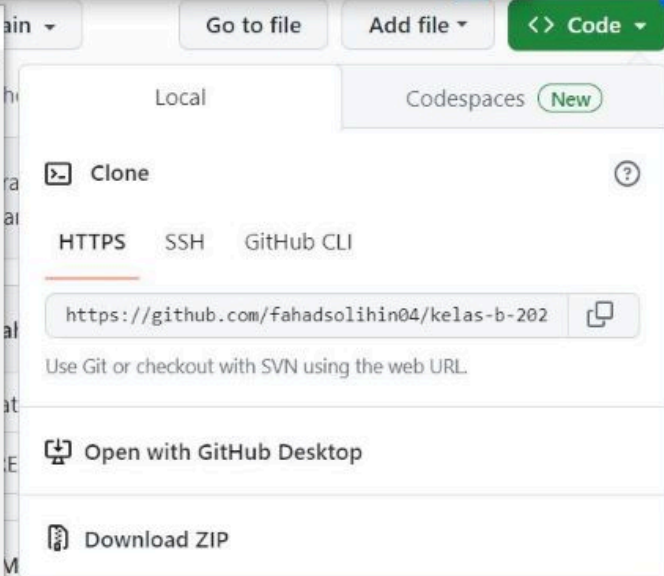 ain
Go to file
Add file
<> Code
Local
Codespaces New
Clone
HTTPS SSH GitHub CLI
https://github.com/fahadsolihin04/kelas-b-202
Use Git or checkout with SVN using the web URL.
Open with GitHub Desktop
Download ZIP